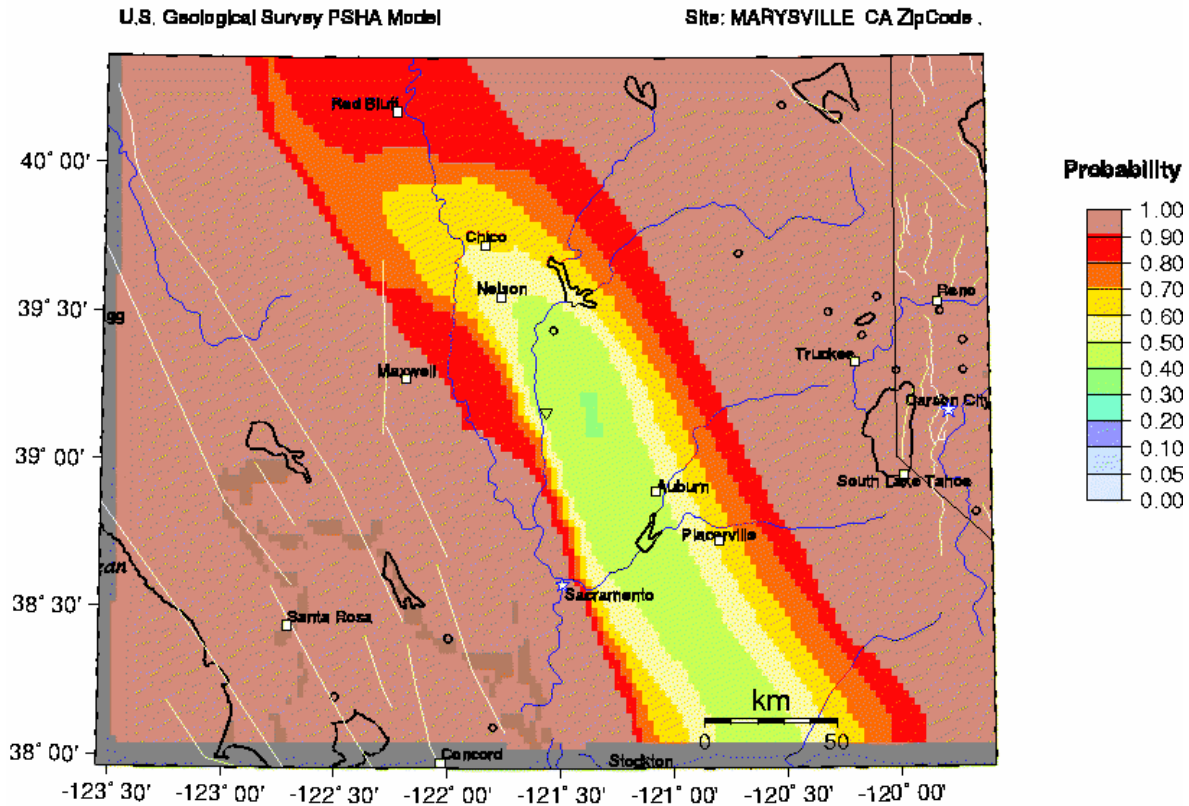 U.S. Geological Survey PSHA Model
Site: MARYSVILLE CA ZipCode .
Red Bluff
40° 00'
Chico
Nelson
39° 30'
gg
Reno
Truckee
Maxwell
Carson City
39° 00'
South Lake Tahoe
Auburn
Placerville
an
38° 30'
Sacramento
Santa Rosa
km
0 50
38° 00'
Concord
Stockton
-123° 30' -123° 00' -122° 30' -122° 00' -121° 30' -121° 00' -120° 30' -120° 00'
Probability
1.00
0.90
0.80
0.70
0.60
0.50
0.40
0.30
0.20
0.10
0.05
0.00